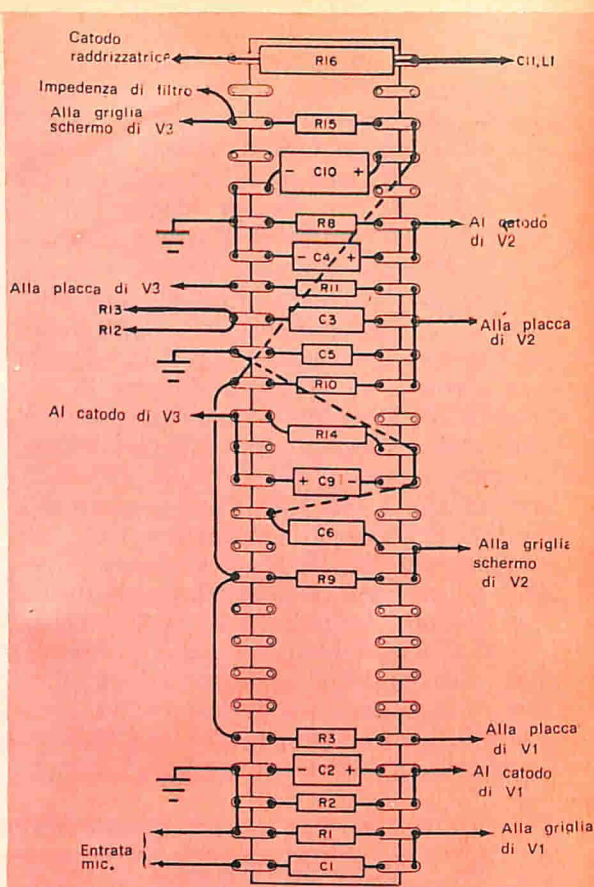 Catodo
raddrizzatrice
R16
C11,L1
Impedenza di filtro
Alla griglia
schermo di V3
R15
- C10 +
R8
Al catodo
di V2
- C4 +
Alla placca di V3
R11
R13
R12
C3
Alla placca
di V2
C5
R10
Al catodo di V3
R14
+ C9 -
C6
Alla griglia
schermo
di V2
R9
R3
Alla placca
di V1
- C2 +
Al catodo
di V1
R2
R1
Alla griglia
di V1
Entrata
mic.
C1